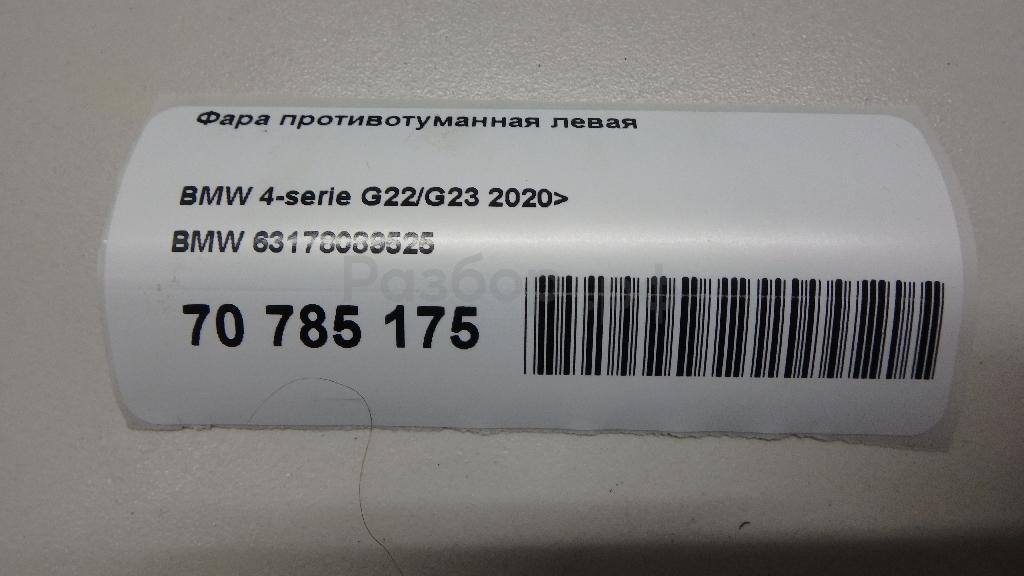 Фара противотуманная левая
BMW 4-serie G22/G23 2020>
BMW 63178089525
70 785 175